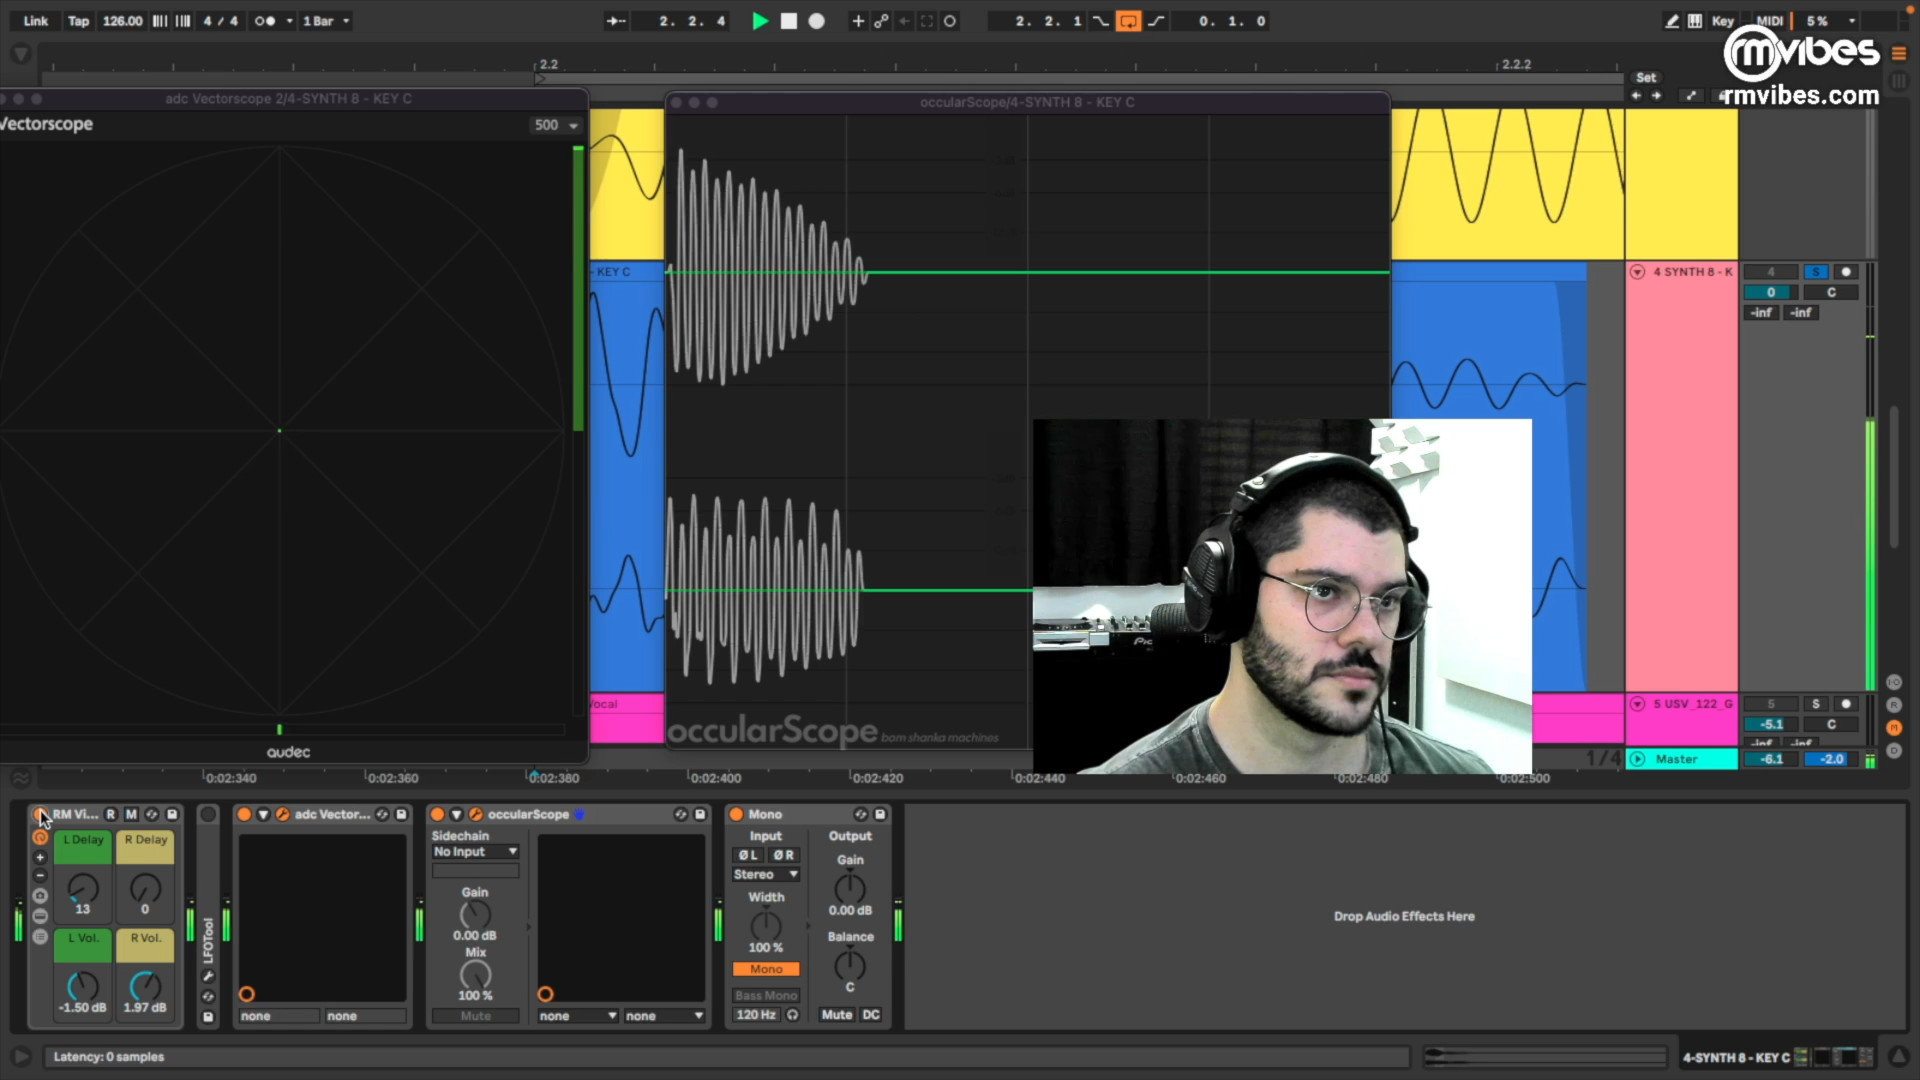 Link Tap 126.00 4 / 4 1 Bar 2. 2. 4 2. 2. 1 0. 1. 0 Key MIDI 5 %
rmvibes
rmvibes.com
2.2 2.2.2 Set
adc Vectorscope 2/4-SYNTH 8 - KEY C
occularScope/4-SYNTH 8 - KEY C
Vectorscope 500
- KEY C
4 SYNTH 8 - K 4 S
0 C
-inf -inf
Vocal
5 USV_122_G 5 S
-5.1 C
-inf -inf
occularScope bom shanka machines
audec
1/4 Master -6.1 -2.0
0:02:340 0:02:360 0:02:380 0:02:400 0:02:420 0:02:440 0:02:460 0:02:480 0:02:500
RM Vi... R M
L Delay R Delay
13 0
L Vol. R Vol.
-1.50 dB 1.97 dB
LFOTool
adc Vector...
none none
occularScope
Sidechain
No Input
Gain
0.00 dB
Mix
100 %
Mute
none none
Mono
Input Output
Ø L Ø R
Stereo
Gain
0.00 dB
Width
100 %
Balance
C
Mono
Bass Mono
120 Hz Mute DC
Drop Audio Effects Here
Latency: 0 samples
4-SYNTH 8 - KEY C